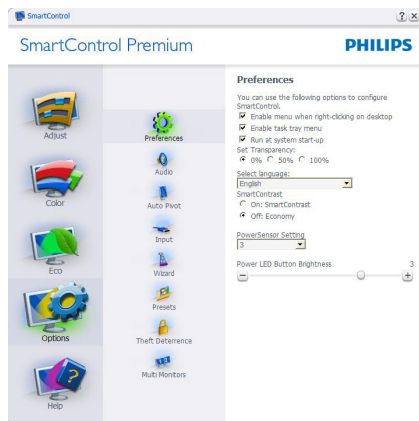 SmartControl
SmartControl Premium
PHILIPS
Adjust
Color
Eco
Options
Help
Preferences
Audio
Auto Pivot
Input
Wizard
Presets
Theft Deterrence
Multi Monitors
Preferences
You can use the following options to configure
SmartControl.
Enable menu when right-clicking on desktop
Enable task tray menu
Run at system start-up
Set Transparency:
0% 50% 100%
Select language:
English
SmartContrast
On: SmartContrast
Off: Economy
PowerSensor Setting
3
Power LED Button Brightness 3